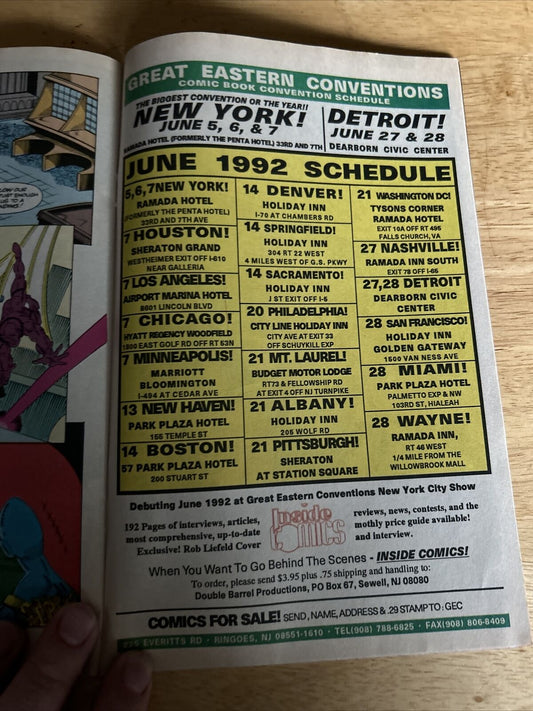 GREAT EASTERN CONVENTIONS
COMIC BOOK CONVENTION SCHEDULE
THE BIGGEST CONVENTION OR THE YEAR!!
NEW YORK!
JUNE 5, 6, & 7
RAMADA HOTEL (FORMERLY THE PENTA HOTEL) 33RD AND 7TH
DETROIT!
JUNE 27 & 28
DEARBORN CIVIC CENTER
JUNE 1992 SCHEDULE
5,6,7 NEW YORK!
RAMADA HOTEL
(FORMERLY THE PENTA HOTEL)
33RD AND 7TH AVE
7 HOUSTON!
SHERATON GRAND
WESTHEIMER EXIT OFF I-610
NEAR GALLERIA
7 LOS ANGELES!
AIRPORT MARINA HOTEL
8601 LINCOLN BLVD
7 CHICAGO!
HYATT REGENCY WOODFIELD
1800 EAST GOLF RD OFF RT 53N
7 MINNEAPOLIS!
MARRIOTT
BLOOMINGTON
I-494 AT CEDAR AVE
13 NEW HAVEN!
PARK PLAZA HOTEL
155 TEMPLE ST
14 BOSTON!
57 PARK PLAZA HOTEL
200 STUART ST
14 DENVER!
HOLIDAY INN
I-70 AT CHAMBERS RD
14 SPRINGFIELD!
HOLIDAY INN
304 RT 22 WEST
4 MILES WEST OF G.S. PKWY
14 SACRAMENTO!
HOLIDAY INN
J ST EXIT OFF I-5
20 PHILADELPHIA!
CITY LINE HOLIDAY INN
CITY AVE AT EXIT 33
OFF SCHUYKILL EXP
21 MT. LAUREL!
BUDGET MOTOR LODGE
RT73 & FELLOWSHIP RD
AT EXIT 4 OFF NJ TURNPIKE
21 ALBANY!
HOLIDAY INN
205 WOLF RD
21 PITTSBURGH!
SHERATON
AT STATION SQUARE
21 WASHINGTON DC!
TYSONS CORNER
RAMADA HOTEL
EXIT 10A OFF RT 495
FALLS CHURCH, VA
27 NASHVILLE!
RAMADA INN SOUTH
EXIT 78 OFF I-65
27,28 DETROIT
DEARBORN CIVIC
CENTER
28 SAN FRANCISCO!
HOLIDAY INN
GOLDEN GATEWAY
1500 VAN NESS AVE
28 MIAMI!
PARK PLAZA HOTEL
PALMETTO EXP & NW
103RD ST, HIALEAH
28 WAYNE!
RAMADA INN,
RT 46 WEST
1/4 MILE FROM THE
WILLOWBROOK MALL
Debuting June 1992 at Great Eastern Conventions New York City Show
192 Pages of interviews, articles,
most comprehensive, up-to-date
Exclusive! Rob Liefeld Cover
Inside
Comics
reviews, news, contests, and the
mothly price guide available!
and interview.
When You Want To Go Behind The Scenes - INSIDE COMICS!
To order, please send $3.95 plus .75 shipping and handling to:
Double Barrel Productions, PO Box 67, Sewell, NJ 08080
COMICS FOR SALE! SEND, NAME, ADDRESS & .29 STAMP TO: GEC
EVERITTS RD · RINGOES, NJ 08551-1610 · TEL(908) 788-6825 · FAX(908) 806-8409